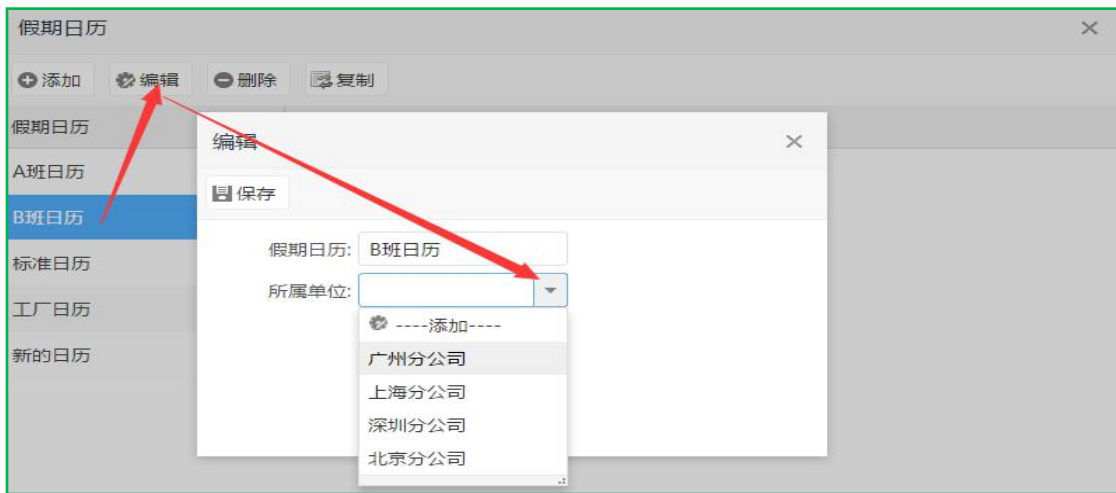 假期日历
添加 编辑 删除 复制
假期日历
A班日历
B班日历
标准日历
工厂日历
新的日历
编辑
保存
假期日历: B班日历
所属单位:
----添加----
广州分公司
上海分公司
深圳分公司
北京分公司